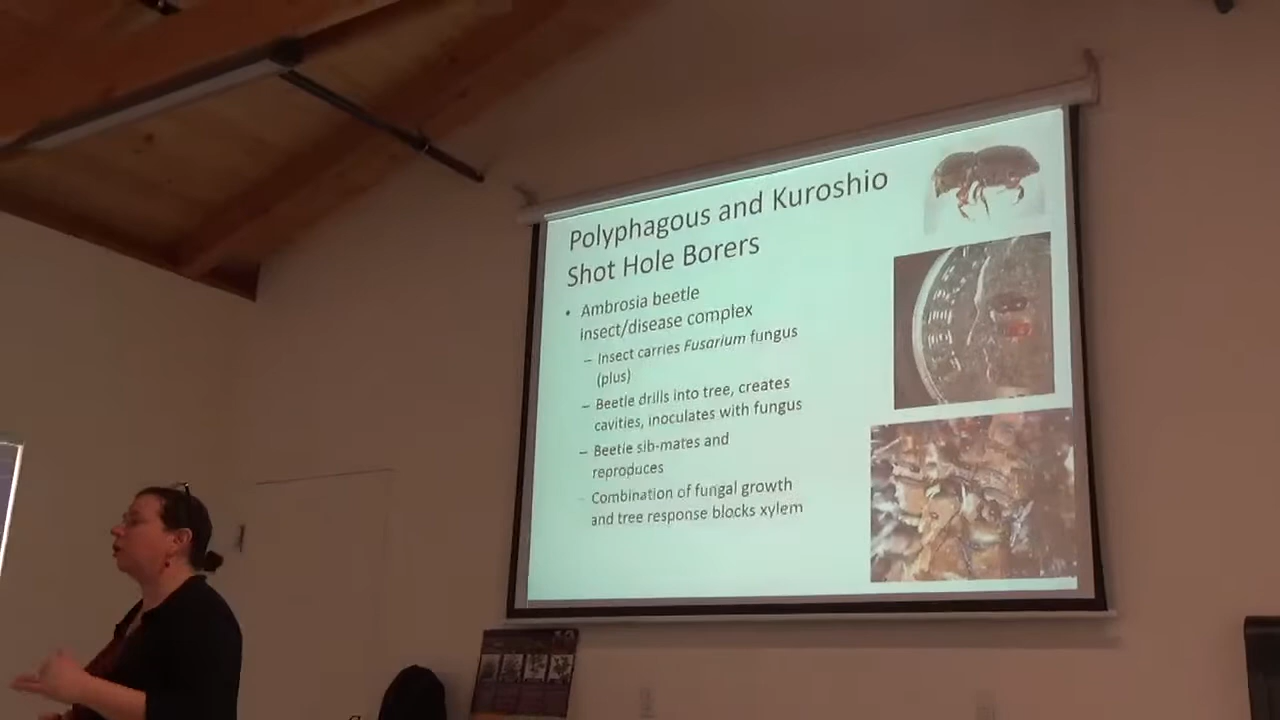 Polyphagous and Kuroshio
Shot Hole Borers
• Ambrosia beetle
insect/disease complex
– Insect carries Fusarium fungus
(plus)
– Beetle drills into tree, creates
cavities, inoculates with fungus
– Beetle sib-mates and
reproduces
– Combination of fungal growth
and tree response blocks xylem